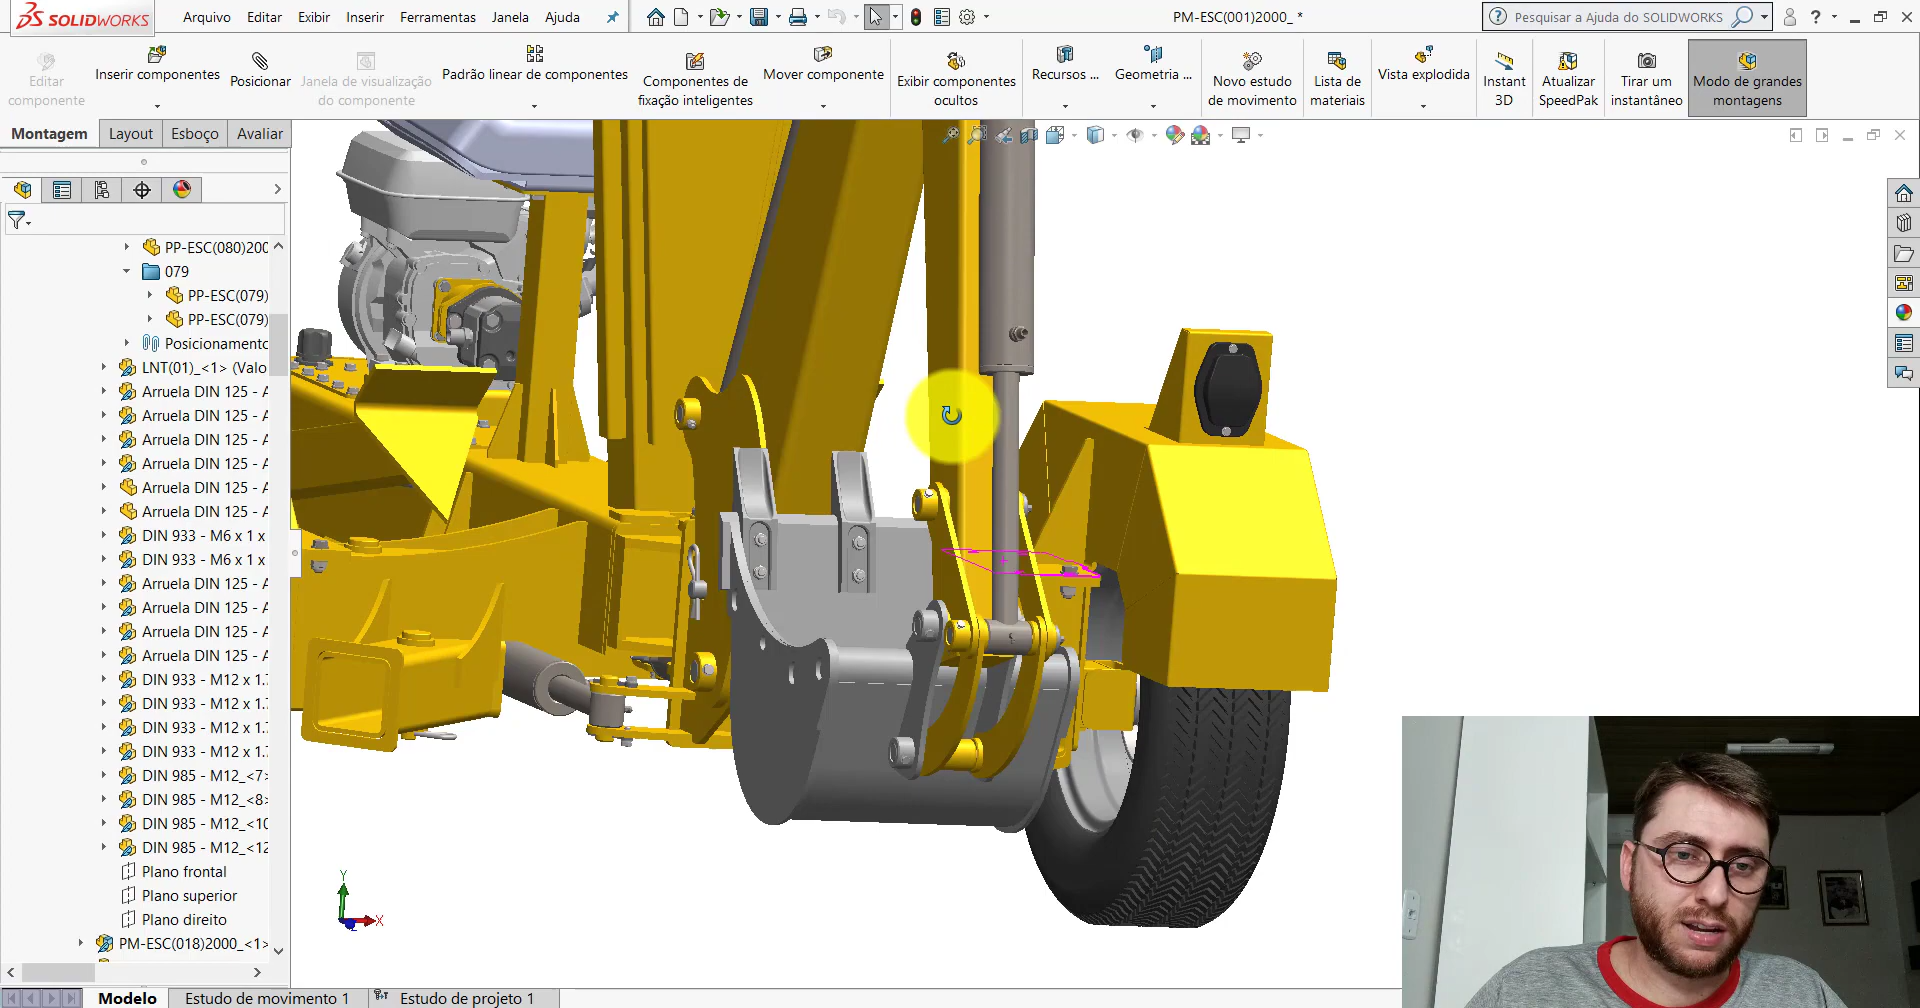 SOLIDWORKS
Arquivo Editar Exibir Inserir Ferramentas Janela Ajuda
PM-ESC(001)2000_ *
Pesquisar a Ajuda do SOLIDWORKS
Editar componente
Inserir componentes
Posicionar
Janela de visualização do componente
Padrão linear de componentes
Componentes de fixação inteligentes
Mover componente
Exibir componentes ocultos
Recursos ...
Geometria ...
Novo estudo de movimento
Lista de materiais
Vista explodida
Instant 3D
Atualizar SpeedPak
Tirar um instantâneo
Modo de grandes montagens
Montagem Layout Esboço Avaliar
PP-ESC(080)200
079
PP-ESC(079)
PP-ESC(079)
Posicionamento
LNT(01)_<1> (Valo
Arruela DIN 125 - A
Arruela DIN 125 - A
Arruela DIN 125 - A
Arruela DIN 125 - A
Arruela DIN 125 - A
Arruela DIN 125 - A
DIN 933 - M6 x 1 x
DIN 933 - M6 x 1 x
Arruela DIN 125 - A
Arruela DIN 125 - A
Arruela DIN 125 - A
Arruela DIN 125 - A
DIN 933 - M12 x 1.7
DIN 933 - M12 x 1.7
DIN 933 - M12 x 1.7
DIN 933 - M12 x 1.7
DIN 985 - M12_<7>
DIN 985 - M12_<8>
DIN 985 - M12_<10
DIN 985 - M12_<12
Plano frontal
Plano superior
Plano direito
PM-ESC(018)2000_<1>
Y
X
Z
Modelo Estudo de movimento 1 Estudo de projeto 1